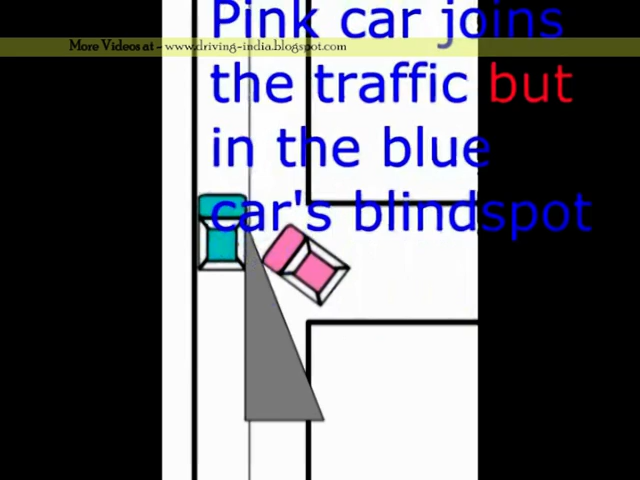 Pink car joins
More Videos at - www.driving-india.blogspot.com
the traffic but
in the blue
car's blindspot